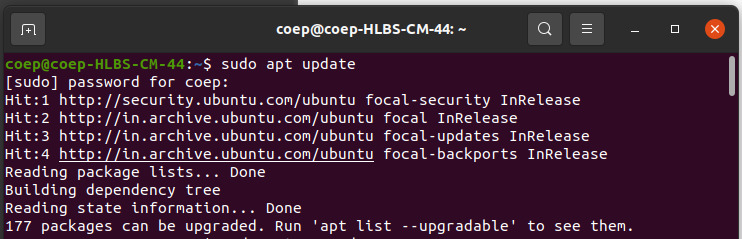 coep@coep-HLBS-CM-44: ~
coep@coep-HLBS-CM-44:~$ sudo apt update
[sudo] password for coep:
Hit:1 http://security.ubuntu.com/ubuntu focal-security InRelease
Hit:2 http://in.archive.ubuntu.com/ubuntu focal InRelease
Hit:3 http://in.archive.ubuntu.com/ubuntu focal-updates InRelease
Hit:4 http://in.archive.ubuntu.com/ubuntu focal-backports InRelease
Reading package lists... Done
Building dependency tree
Reading state information... Done
177 packages can be upgraded. Run 'apt list --upgradable' to see them.